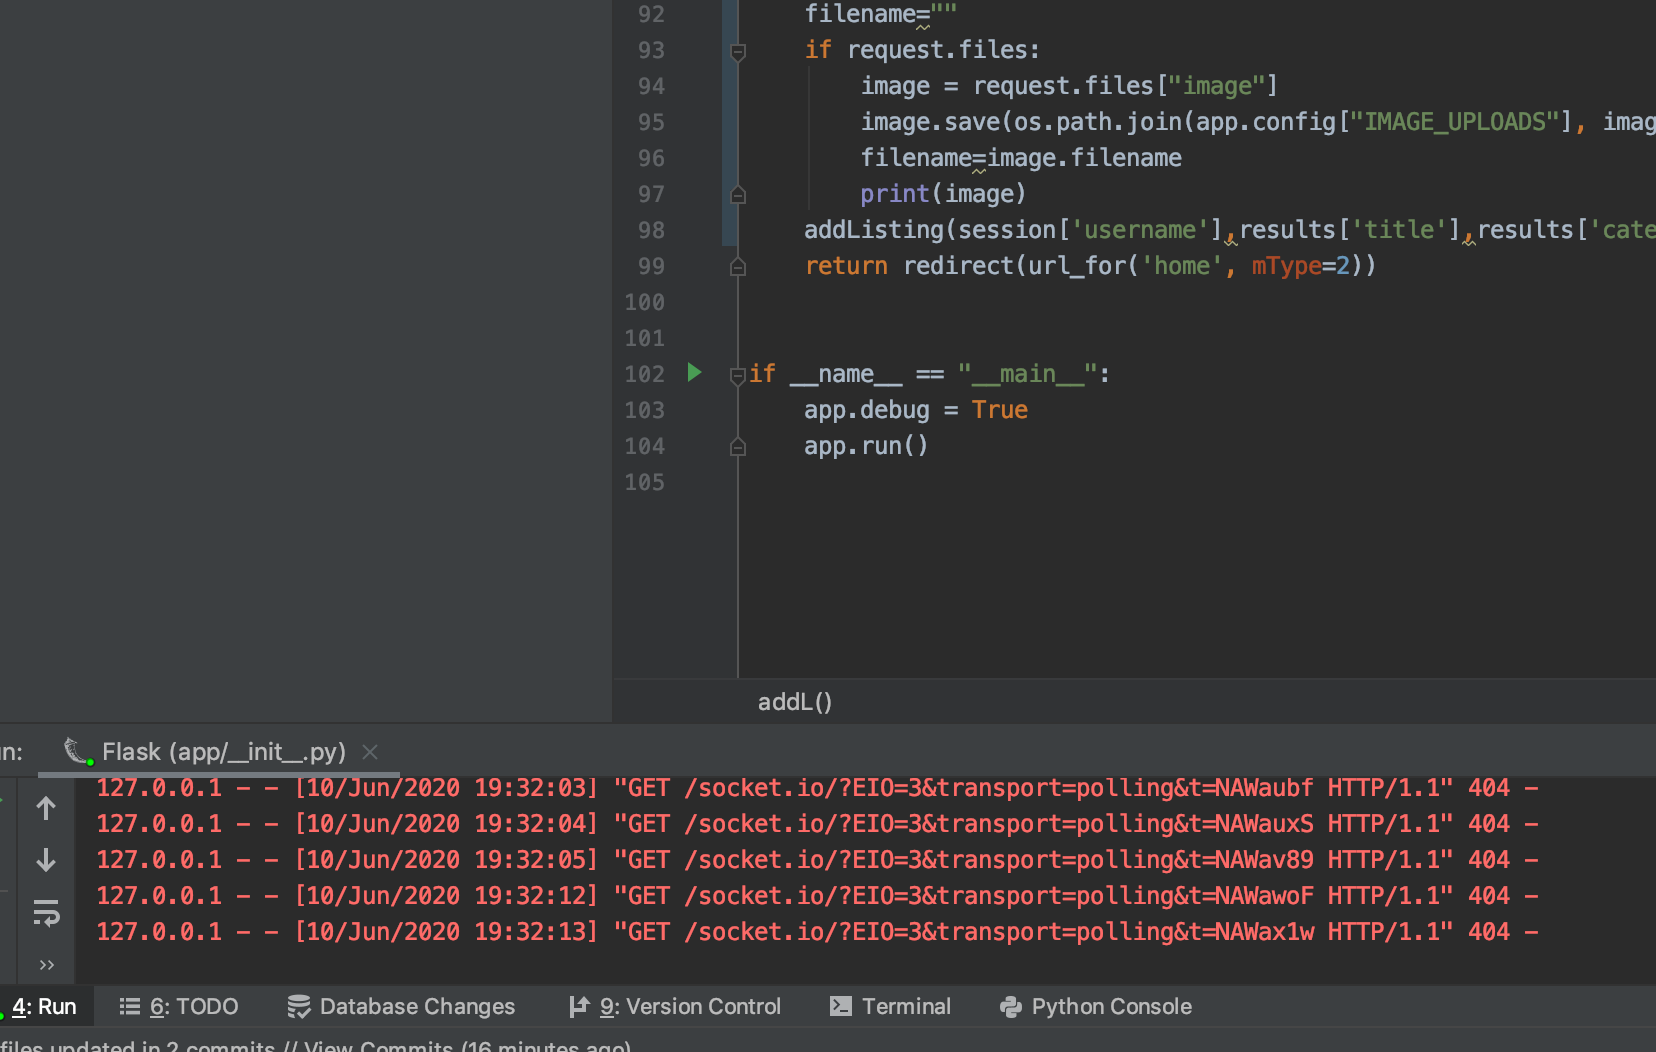 92 filename=""
93 if request.files:
94 image = request.files["image"]
95 image.save(os.path.join(app.config["IMAGE_UPLOADS"], imag
96 filename=image.filename
97 print(image)
98 addListing(session['username'],results['title'],results['cate
99 return redirect(url_for('home', mType=2))
100
101
102 if __name__ == "__main__":
103 app.debug = True
104 app.run()
105
addL()
un: Flask (app/__init__.py)
127.0.0.1 - - [10/Jun/2020 19:32:03] "GET /socket.io/?EIO=3&transport=polling&t=NAWaubf HTTP/1.1" 404 -
127.0.0.1 - - [10/Jun/2020 19:32:04] "GET /socket.io/?EIO=3&transport=polling&t=NAWauxS HTTP/1.1" 404 -
127.0.0.1 - - [10/Jun/2020 19:32:05] "GET /socket.io/?EIO=3&transport=polling&t=NAWav89 HTTP/1.1" 404 -
127.0.0.1 - - [10/Jun/2020 19:32:12] "GET /socket.io/?EIO=3&transport=polling&t=NAWawoF HTTP/1.1" 404 -
127.0.0.1 - - [10/Jun/2020 19:32:13] "GET /socket.io/?EIO=3&transport=polling&t=NAWax1w HTTP/1.1" 404 -
4: Run 6: TODO Database Changes 9: Version Control Terminal Python Console
files updated in 2 commits // View Commits (16 minutes ago)